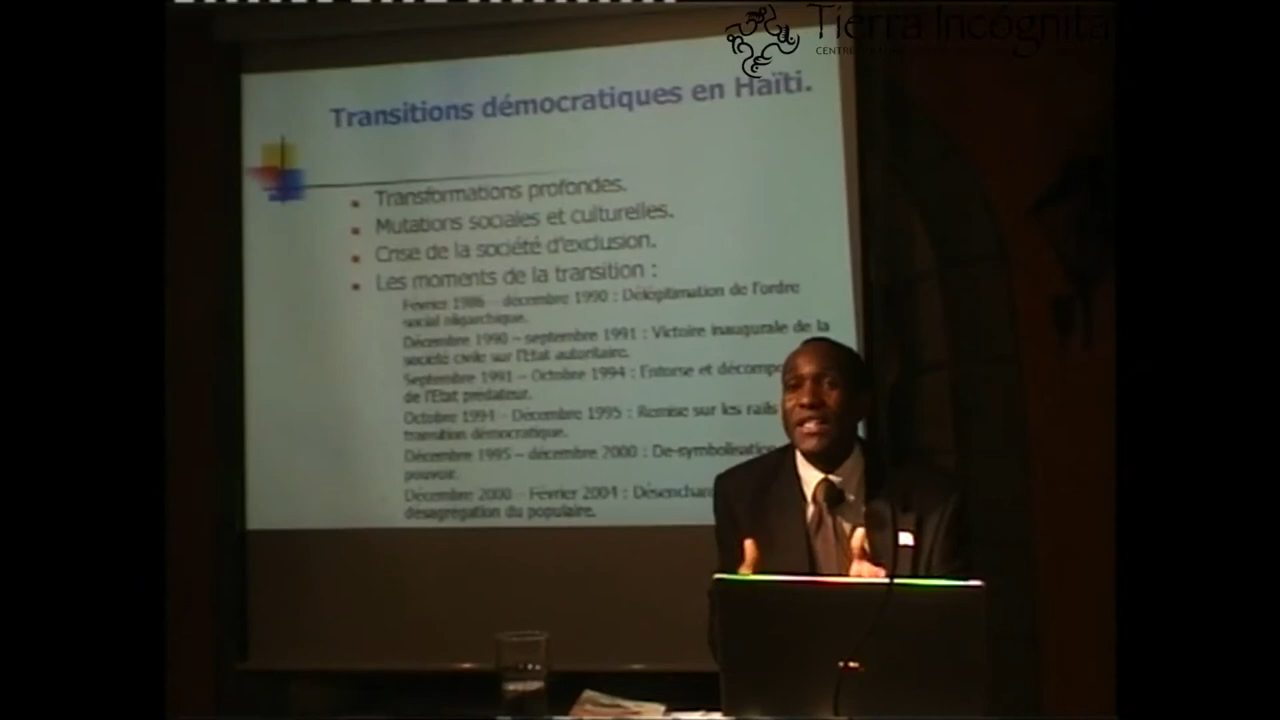 Tierra Incógnita
CENTRE
Transitions démocratiques en Haïti.
Transformations profondes.
Mutations sociales et culturelles.
Crise de la société d'exclusion.
Les moments de la transition :
Février 1986 – décembre 1990 : Délégitimation de l'ordre
social oligarchique.
Décembre 1990 – septembre 1991 : Victoire inaugurale de la
société civile sur l'Etat autoritaire.
Septembre 1991 – Octobre 1994 : Entorse et décompo
de l'Etat prédateur.
Octobre 1994 – Décembre 1995 : Remise sur les rails
transition démocratique.
Décembre 1995 – décembre 2000 : De-symbolisation
pouvoir.
Décembre 2000 – Février 2004 : Désenchan
désagrégation du populaire.